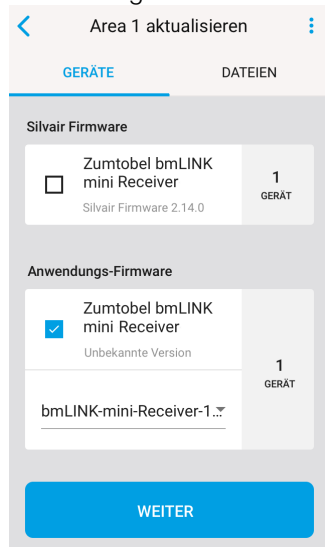 Area 1 aktualisieren
GERÄTE
DATEIEN
Silvair Firmware
Zumtobel bmLINK
mini Receiver
Silvair Firmware 2.14.0
1
GERÄT
Anwendungs-Firmware
Zumtobel bmLINK
mini Receiver
Unbekannte Version
1
GERÄT
bmLINK-mini-Receiver-1...
WEITER